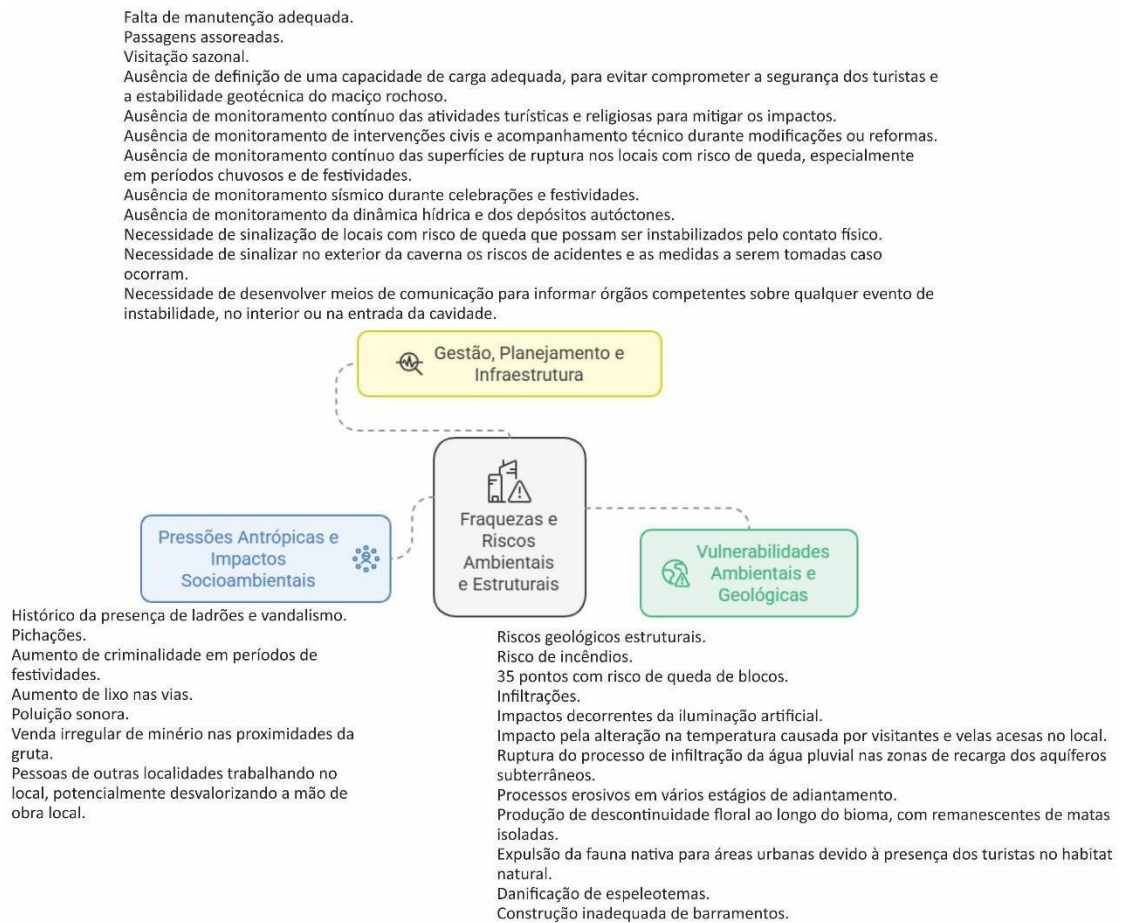 Falta de manutenção adequada.
Passagens assoreadas.
Visitação sazonal.
Ausência de definição de uma capacidade de carga adequada, para evitar comprometer a segurança dos turistas e
a estabilidade geotécnica do maciço rochoso.
Ausência de monitoramento contínuo das atividades turísticas e religiosas para mitigar os impactos.
Ausência de monitoramento de intervenções civis e acompanhamento técnico durante modificações ou reformas.
Ausência de monitoramento contínuo das superfícies de ruptura nos locais com risco de queda, especialmente
em períodos chuvosos e de festividades.
Ausência de monitoramento sísmico durante celebrações e festividades.
Ausência de monitoramento da dinâmica hídrica e dos depósitos autóctones.
Necessidade de sinalização de locais com risco de queda que possam ser instabilizados pelo contato físico.
Necessidade de sinalizar no exterior da caverna os riscos de acidentes e as medidas a serem tomadas caso
ocorram.
Necessidade de desenvolver meios de comunicação para informar órgãos competentes sobre qualquer evento de
instabilidade, no interior ou na entrada da cavidade.
Gestão, Planejamento e
Infraestrutura
Fraquezas e
Riscos
Ambientais
e Estruturais
Pressões Antrópicas e
Impactos
Socioambientais
Vulnerabilidades
Ambientais e
Geológicas
Histórico da presença de ladrões e vandalismo.
Pichações.
Aumento de criminalidade em períodos de
festividades.
Aumento de lixo nas vias.
Poluição sonora.
Venda irregular de minério nas proximidades da
gruta.
Pessoas de outras localidades trabalhando no
local, potencialmente desvalorizando a mão de
obra local.
Riscos geológicos estruturais.
Risco de incêndios.
35 pontos com risco de queda de blocos.
Infiltrações.
Impactos decorrentes da iluminação artificial.
Impacto pela alteração na temperatura causada por visitantes e velas acesas no local.
Ruptura do processo de infiltração da água pluvial nas zonas de recarga dos aquíferos
subterrâneos.
Processos erosivos em vários estágios de adiantamento.
Produção de descontinuidade floral ao longo do bioma, com remanescentes de matas
isoladas.
Expulsão da fauna nativa para áreas urbanas devido à presença dos turistas no habitat
natural.
Danificação de espeleotemas.
Construção inadequada de barramentos.